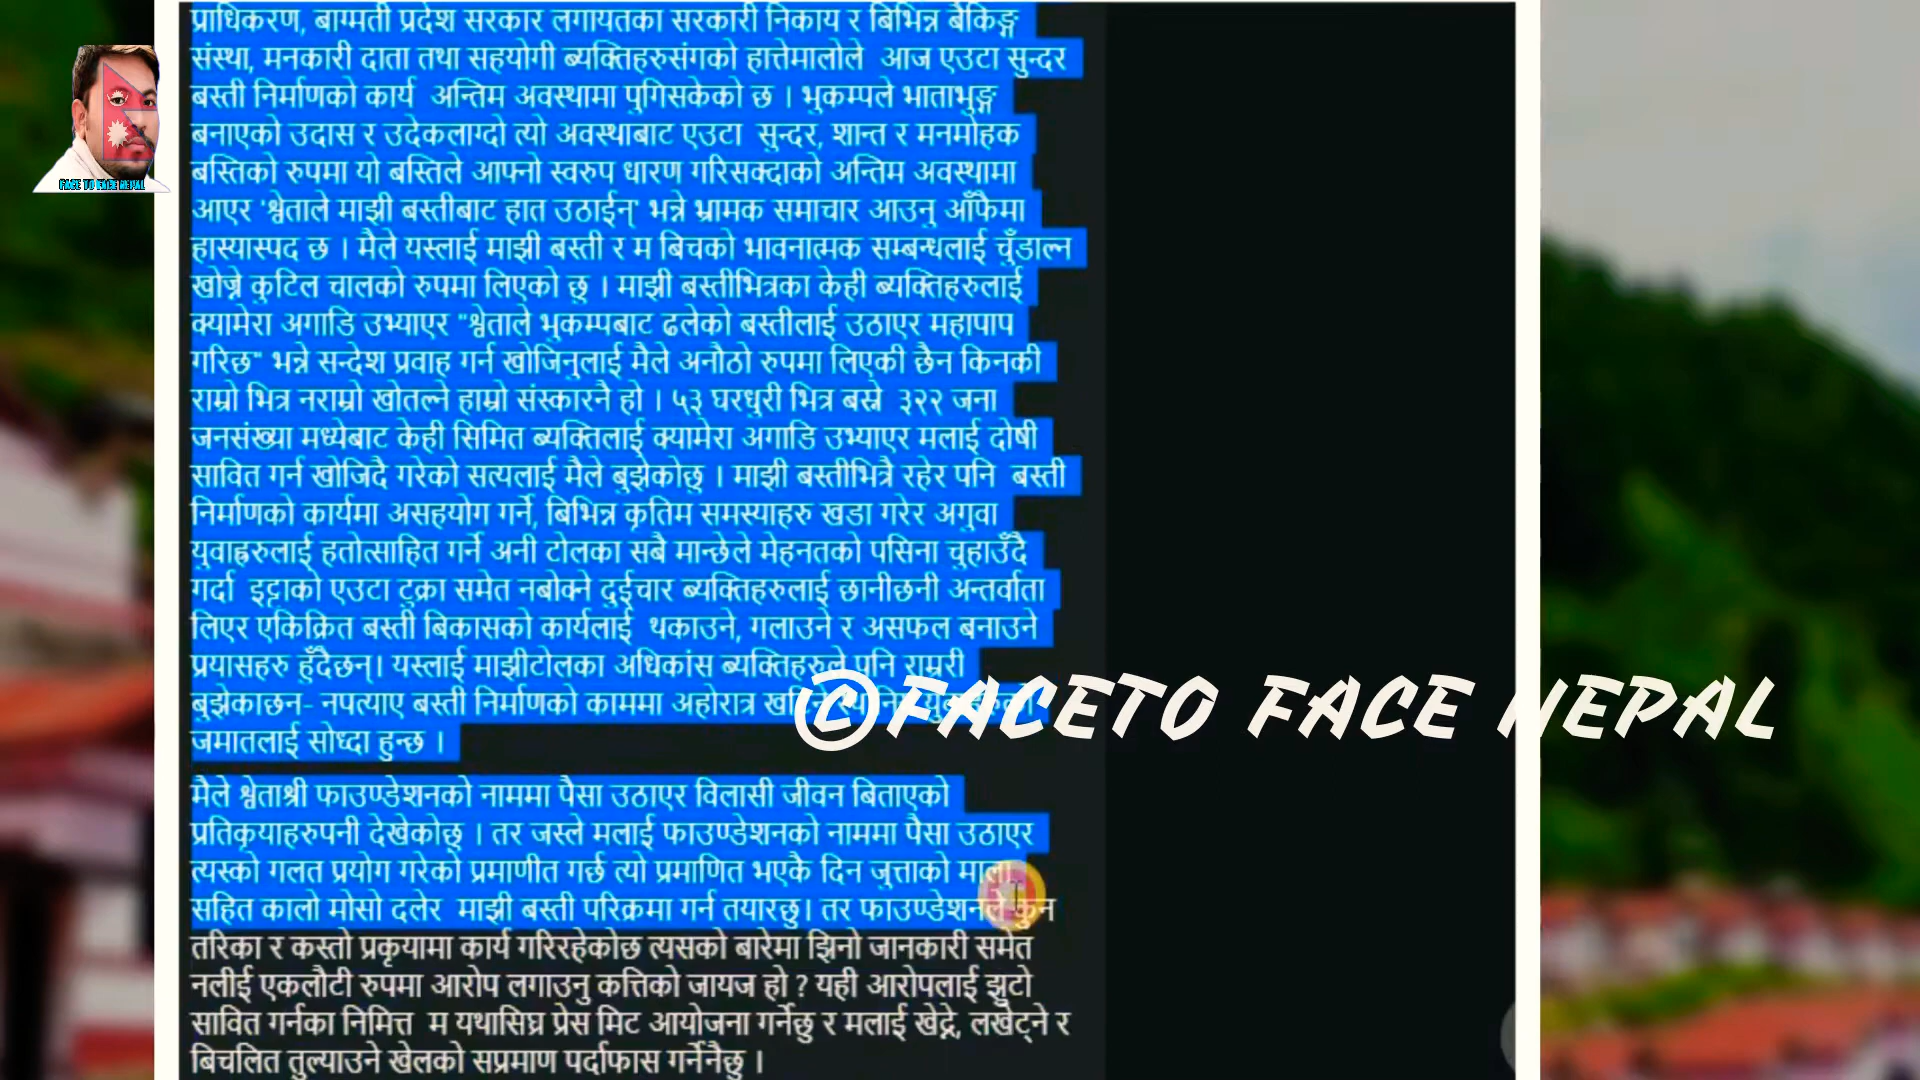 प्राधिकरण, बाग्मती प्रदेश सरकार लगायतका सरकारी निकाय र बिभिन्न बैकिङ्ग
संस्था, मनकारी दाता तथा सहयोगी ब्यक्तिहरुसंगको हात्तेमालोले आज एउटा सुन्दर
बस्ती निर्माणको कार्य अन्तिम अवस्थामा पुगिसकेको छ । भुकम्पले भाताभुङ्ग
बनाएको उदास र उदेकलाग्दो त्यो अवस्थाबाट एउटा सुन्दर, शान्त र मनमोहक
बस्तिको रुपमा यो बस्तिले आफ्नो स्वरुप धारण गरिसक्दाको अन्तिम अवस्थामा
आएर 'श्वेताले माझी बस्तीबाट हात उठाईन्' भन्ने भ्रामक समाचार आउनु आँफैमा
हास्यास्पद छ । मैले यस्लाई माझी बस्ती र म बिचको भावनात्मक सम्बन्धलाई चुँडाल्न
खोज्ने कुटिल चालको रुपमा लिएको छु । माझी बस्तीभित्रका केही ब्यक्तिहरुलाई
क्यामेरा अगाडि उभ्याएर "श्वेताले भुकम्पबाट ढलेको बस्तीलाई उठाएर महापाप
गरिछ" भन्ने सन्देश प्रवाह गर्न खोजिनुलाई मैले अनौठो रुपमा लिएकी छैन किनकी
राम्रो भित्र नराम्रो खोतल्ने हाम्रो संस्कारनै हो । ५३ घरधुरी भित्र बस्ने ३२२ जना
जनसंख्या मध्येबाट केही सिमित ब्यक्तिलाई क्यामेरा अगाडि उभ्याएर मलाई दोषी
सावित गर्न खोजिदै गरेको सत्यलाई मैले बुझेकोछु । माझी बस्तीभित्रै रहेर पनि बस्ती
निर्माणको कार्यमा असहयोग गर्ने, बिभिन्न कृतिम समस्याहरु खडा गरेर अगुवा
युवाह्ररुलाई हतोत्साहित गर्ने अनी टोलका सबै मान्छेले मेहनतको पसिना चुहाउँदै
गर्दा इट्टाको एउटा टुक्रा समेत नबोक्ने दुईचार ब्यक्तिहरुलाई छानीछनी अन्तर्वाता
लिएर एकिक्रित बस्ती बिकासको कार्यलाई थकाउने, गलाउने र असफल बनाउने
प्रयासहरु हुँदैछन्। यस्लाई माझीटोलका अधिकांस ब्यक्तिहरुले पनि राम्ररी
बुझेकाछन- नपत्याए बस्ती निर्माणको काममा अहोरात्र
जमातलाई सोध्दा हुन्छ ।
©FACETO FACE NEPAL
मैले श्वेताश्री फाउण्डेशनको नाममा पैसा उठाएर विलासी जीवन बिताएको
प्रतिकृयाहरुपनी देखेकोछु । तर जस्ले मलाई फाउण्डेशनको नाममा पैसा उठाएर
त्यस्को गलत प्रयोग गरेको प्रमाणीत गर्छ त्यो प्रमाणित भएकै दिन जुत्ताको माला
सहित कालो मोसो दलेर माझी बस्ती परिक्रमा गर्न तयारछु। तर फाउण्डेशनले कुन
तरिका र कस्तो प्रकृयामा कार्य गरिरहेकोछ त्यसको बारेमा झिनो जानकारी समेत
नलीई एकलौटी रुपमा आरोप लगाउनु कत्तिको जायज हो ? यही आरोपलाई झुटो
सावित गर्नका निमित्त म यथासिघ्र प्रेस मिट आयोजना गर्नेछु र मलाई खेद्ने, लखेट्ने र
बिचलित तुल्याउने खेलको सप्रमाण पर्दाफास गर्नेनैछु ।
FACE TO FACE NEPAL